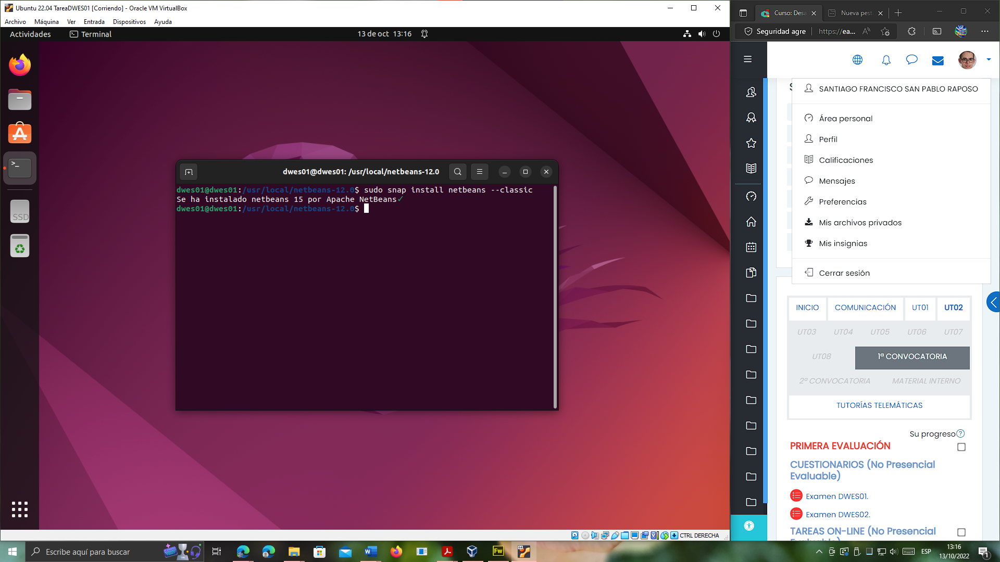 Ubuntu 22.04 TareaDWES01 [Corriendo] - Oracle VM VirtualBox
Archivo Máquina Ver Entrada Dispositivos Ayuda
Actividades Terminal 13 de oct 13:16
dwes01@dwes01: /usr/local/netbeans-12.0
dwes01@dwes01:/usr/local/netbeans-12.0$ sudo snap install netbeans --classic
Se ha instalado netbeans 15 por Apache NetBeans✓
dwes01@dwes01:/usr/local/netbeans-12.0$
SSD
CTRL DERECHA
Curso: Desa
Nueva pest
Seguridad agre https://ea...
SANTIAGO FRANCISCO SAN PABLO RAPOSO
Área personal
Perfil
Calificaciones
Mensajes
Preferencias
Mis archivos privados
Mis insignias
Cerrar sesión
INICIO COMUNICACIÓN UT01 UT02
UT03 UT04 UT05 UT06 UT07
UT08 1ª CONVOCATORIA
2ª CONVOCATORIA MATERIAL INTERNO
TUTORÍAS TELEMÁTICAS
Su progreso
PRIMERA EVALUACIÓN
CUESTIONARIOS (No Presencial
Evaluable)
Examen DWES01.
Examen DWES02.
TAREAS ON-LINE (No Presencial
Escribe aquí para buscar
Fw
64
ESP
13:16
13/10/2022
1